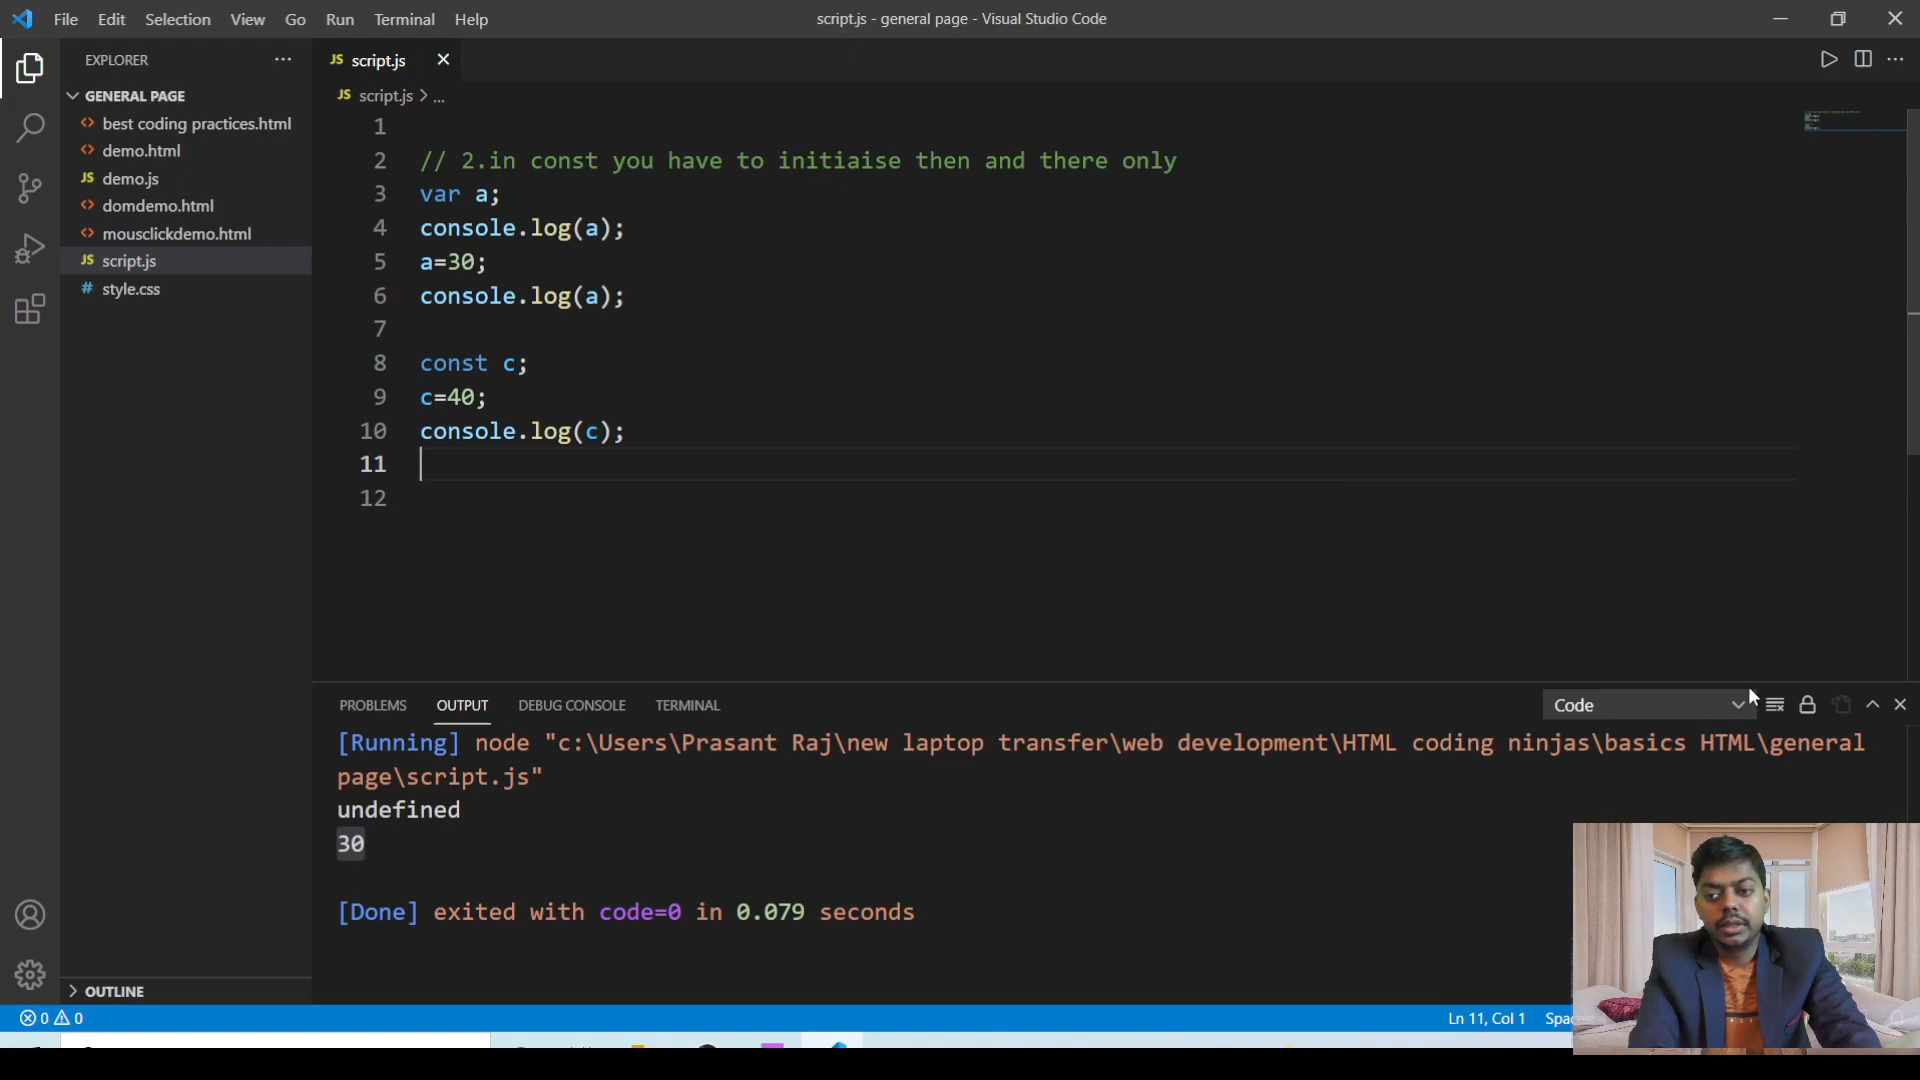 File Edit Selection View Go Run Terminal Help
script.js - general page - Visual Studio Code
EXPLORER
GENERAL PAGE
<> best coding practices.html
<> demo.html
JS demo.js
<> domdemo.html
<> mousclickdemo.html
JS script.js
# style.css
OUTLINE
JS script.js
JS script.js > ...
1
2 // 2.in const you have to initiaise then and there only
3 var a;
4 console.log(a);
5 a=30;
6 console.log(a);
7
8 const c;
9 c=40;
10 console.log(c);
11
12
PROBLEMS OUTPUT DEBUG CONSOLE TERMINAL
Code
[Running] node "c:\Users\Prasant Raj\new laptop transfer\web development\HTML coding ninjas\basics HTML\general
page\script.js"
undefined
30
[Done] exited with code=0 in 0.079 seconds
0 0
Ln 11, Col 1